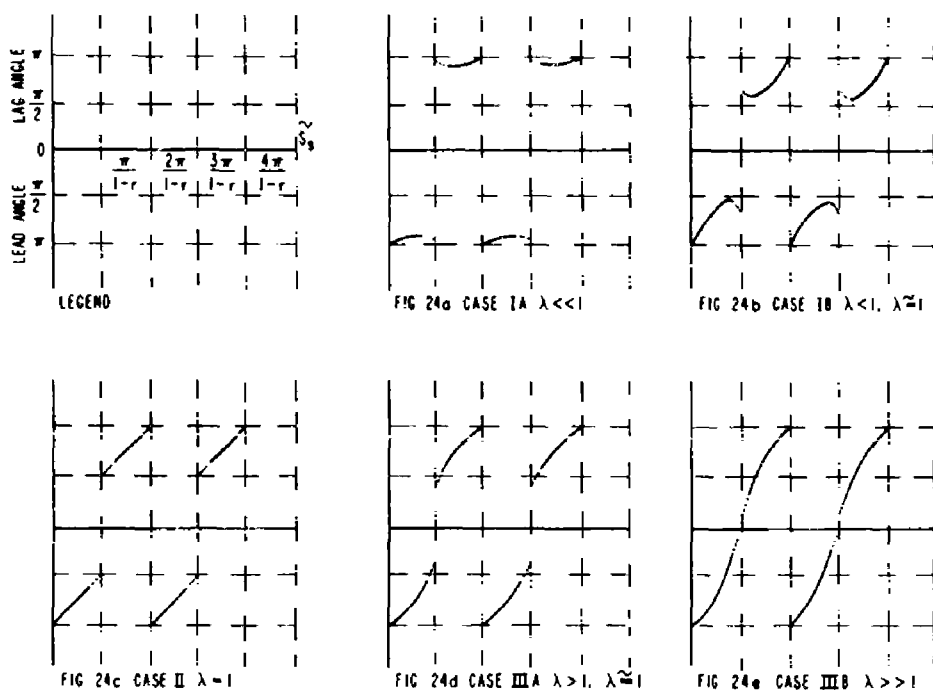 LAG ANGLE
π
π/2
0
LEAD ANGLE
π/2
π
π/1-r 2π/1-r 3π/1-r 4π/1-r
S̃s
LEGEND
FIG 24a CASE IA λ<<1
FIG 24b CASE IB λ<1, λ≅1
FIG 24c CASE II λ=1
FIG 24d CASE IIIA λ>1, λ≅1
FIG 24e CASE IIIB λ>>1